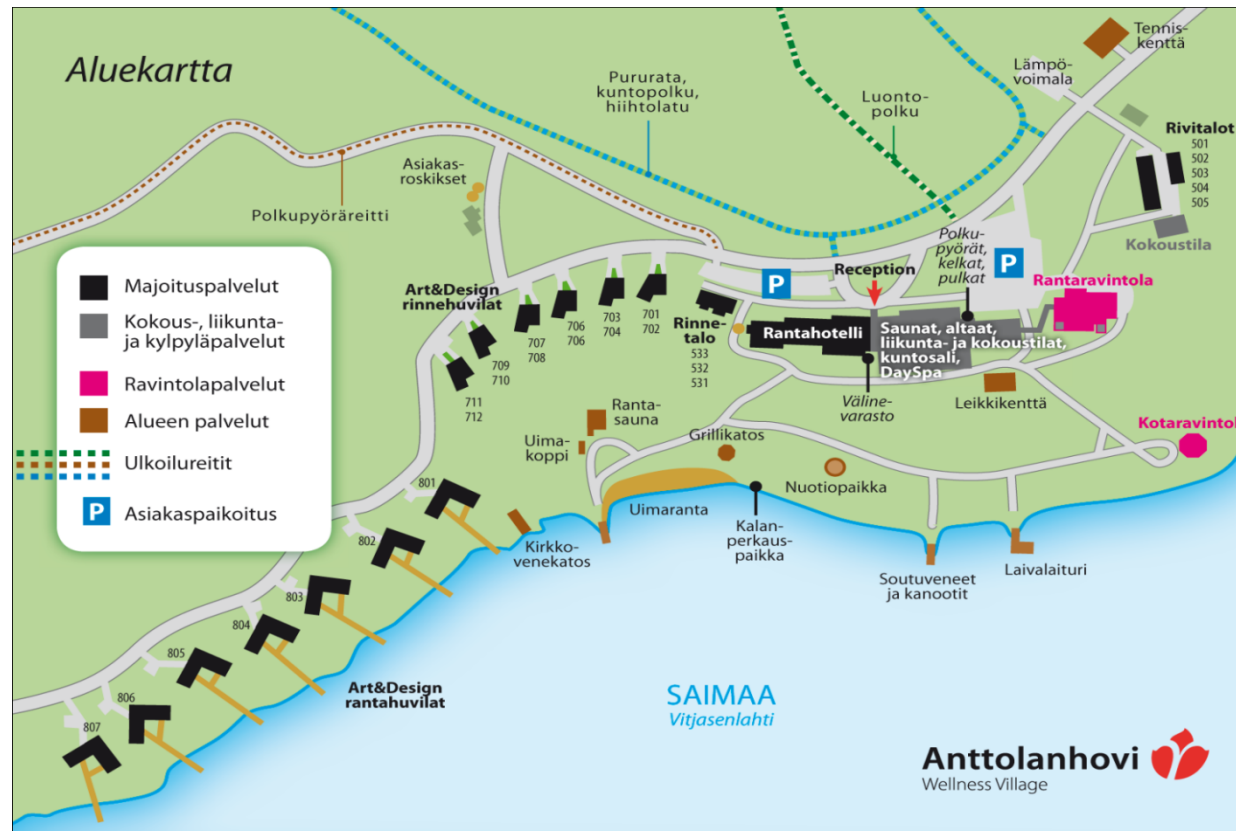 Aluekartta
Tennis-
kenttä
Lämpö-
voimala
Pururata,
kuntopolku,
hiihtolatu
Luonto-
polku
Rivitalot
501
502
503
504
505
Asiakas-
roskikset
Polkupyöräreitti
Kokoustila
Polku-
pyörät,
kelkat,
pulkat
P
P
Reception
Rantaravintola
Majoituspalvelut
Kokous-, liikunta-
ja kylpyläpalvelut
Ravintolapalvelut
Alueen palvelut
Ulkoilureitit
P Asiakaspaikoitus
Art&Design
rinnehuvilat
701
702
703
704
706
706
707
708
709
710
711
712
Rinne-
talo
533
532
531
Rantahotelli
Saunat, altaat,
liikunta- ja kokoustilat,
kuntosali,
DaySpa
Väline-
varasto
Leikkikenttä
Ranta-
sauna
Uima-
koppi
Grillikatos
Kotaravintol
Nuotiopaikka
Uimaranta
Kalan-
perkaus-
paikka
Kirkko-
venekatos
Soutuveneet
ja kanootit
Laivalaituri
801
802
803
804
805
806
807
Art&Design
rantahuvilat
SAIMAA
Vitjasenlahti
Anttolanhovi
Wellness Village